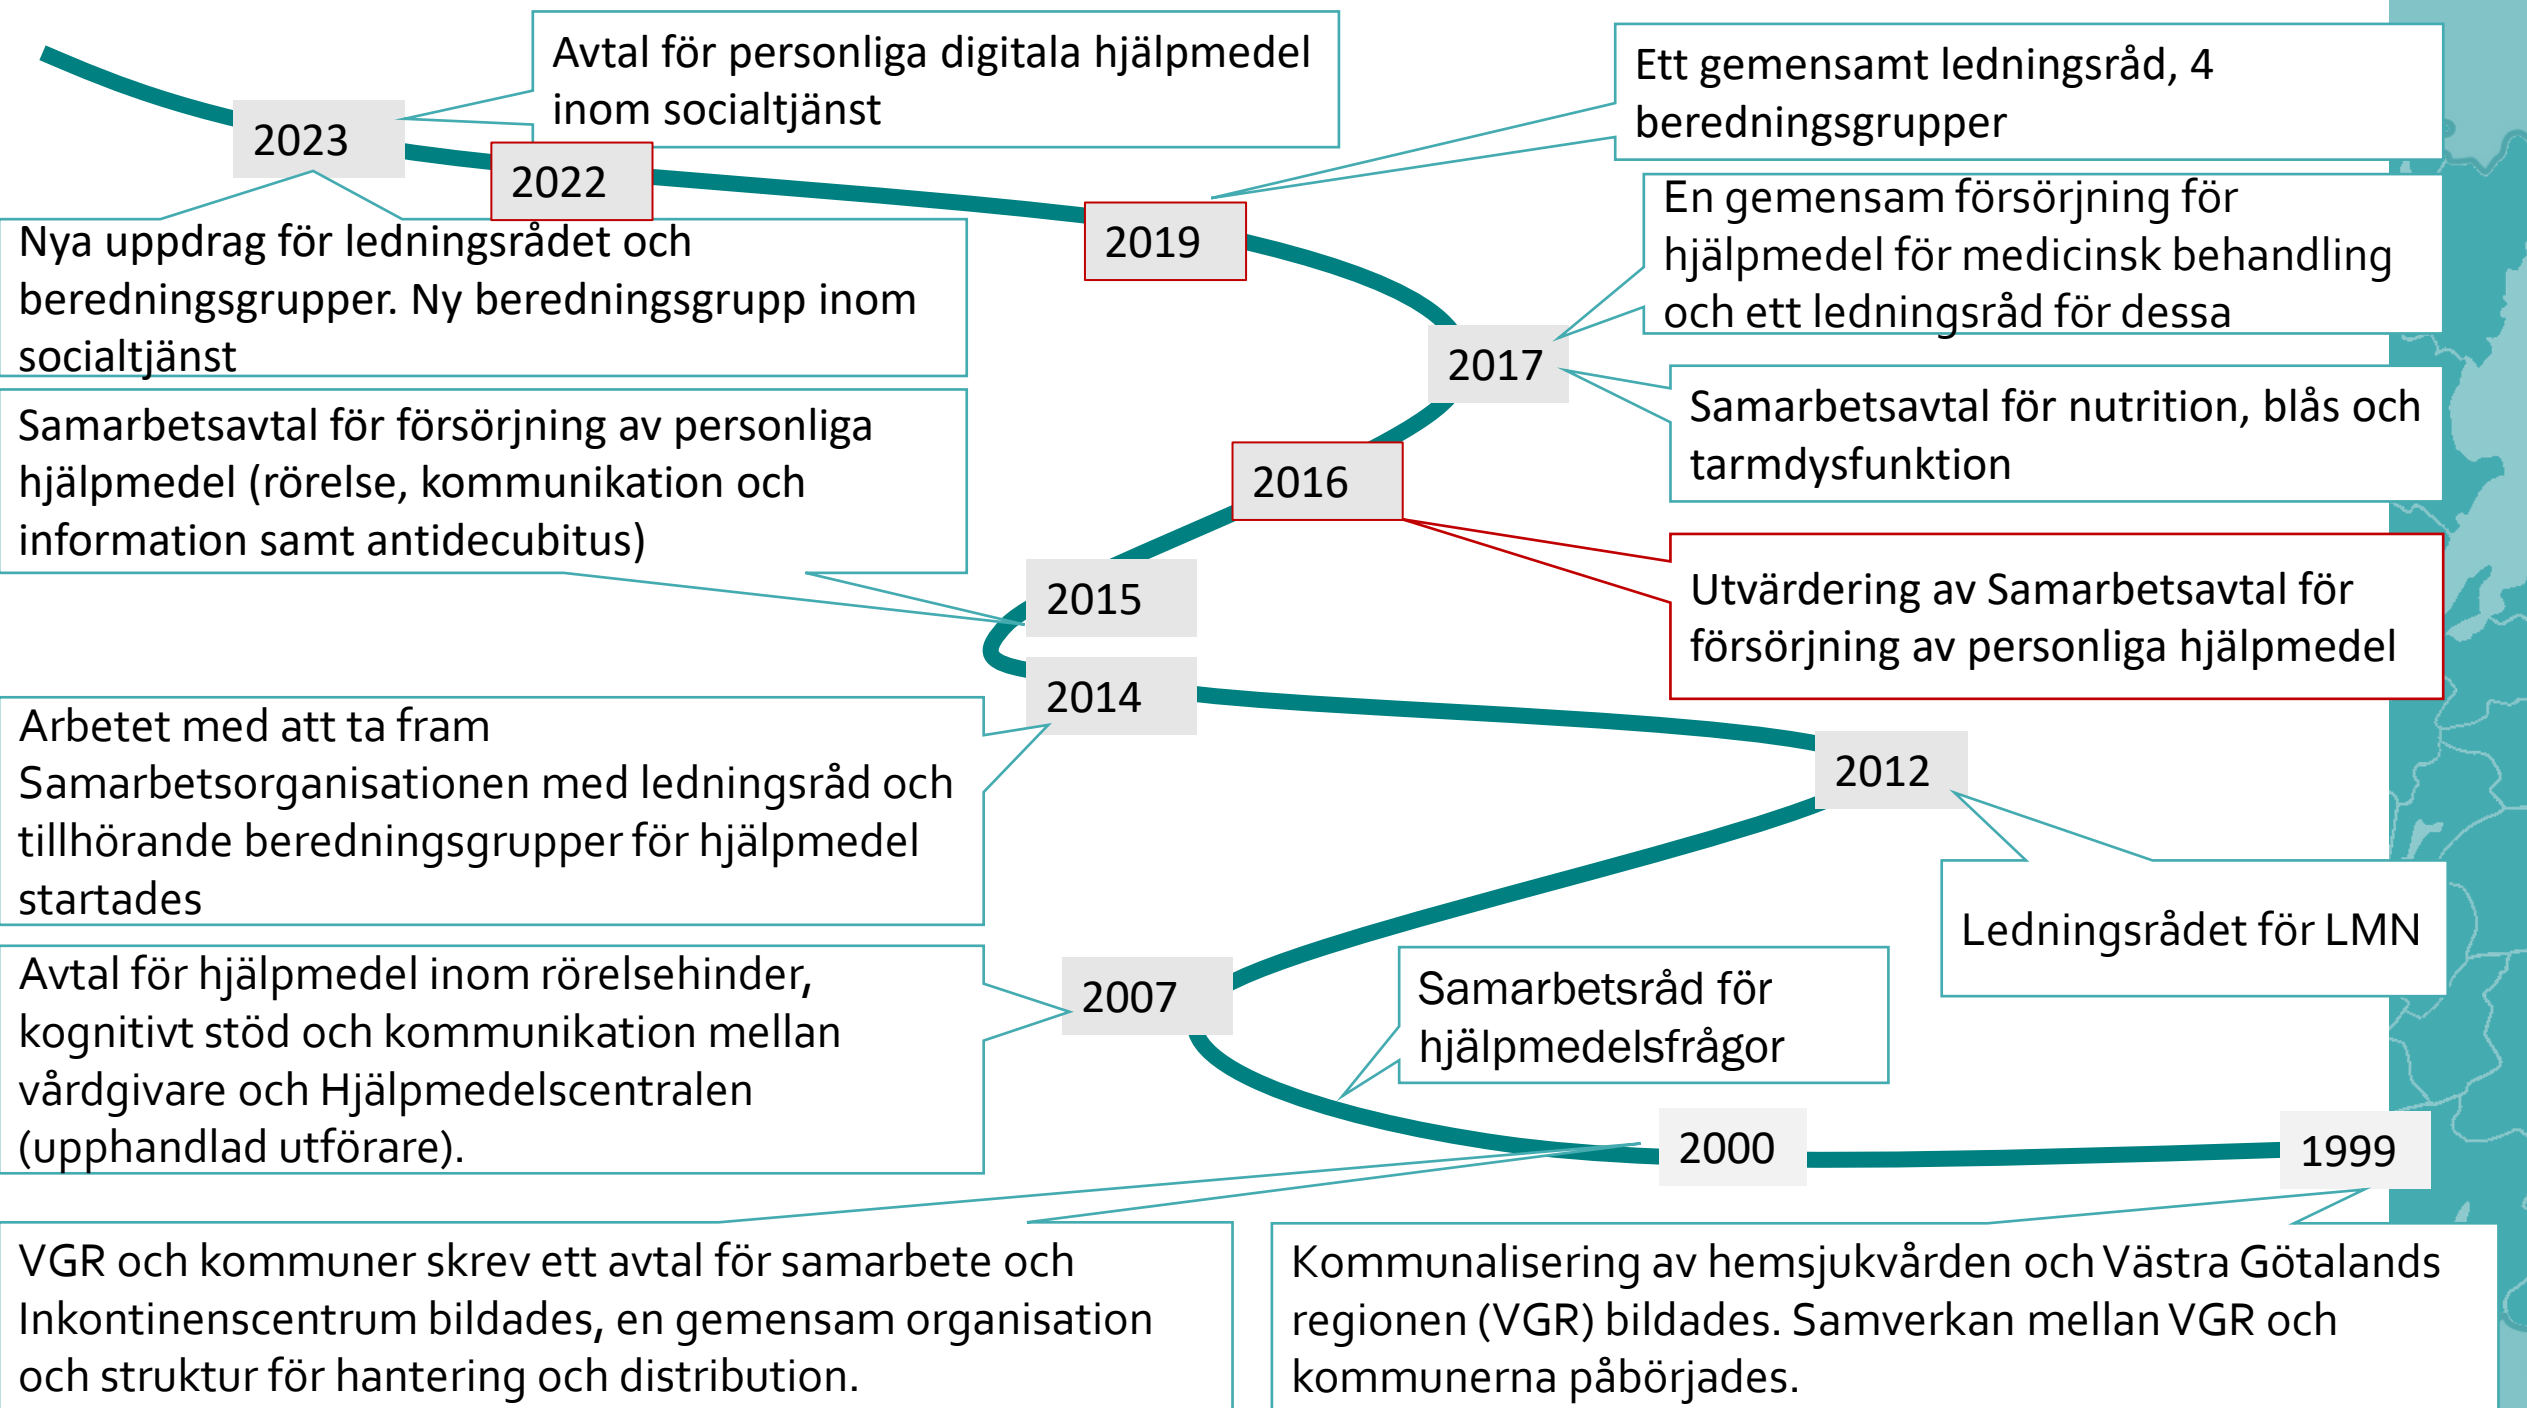 Avtal för personliga digitala hjälpmedel
inom socialtjänst
Ett gemensamt ledningsråd, 4
beredningsgrupper
2023
2022
2019
En gemensam försörjning för
hjälpmedel för medicinsk behandling
och ett ledningsråd för dessa
Nya uppdrag för ledningsrådet och
beredningsgrupper. Ny beredningsgrupp inom
socialtjänst
2017
Samarbetsavtal för nutrition, blås och
tarmdysfunktion
Samarbetsavtal för försörjning av personliga
hjälpmedel (rörelse, kommunikation och
information samt antidecubitus)
2016
2015
Utvärdering av Samarbetsavtal för
försörjning av personliga hjälpmedel
2014
Arbetet med att ta fram
Samarbetsorganisationen med ledningsråd och
tillhörande beredningsgrupper för hjälpmedel
startades
2012
Ledningsrådet för LMN
Avtal för hjälpmedel inom rörelsehinder,
kognitivt stöd och kommunikation mellan
vårdgivare och Hjälpmedelscentralen
(upphandlad utförare).
2007
Samarbetsråd för
hjälpmedelsfrågor
2000
1999
VGR och kommuner skrev ett avtal för samarbete och
Inkontinenscentrum bildades, en gemensam organisation
och struktur för hantering och distribution.
Kommunalisering av hemsjukvården och Västra Götalands
regionen (VGR) bildades. Samverkan mellan VGR och
kommunerna påbörjades.